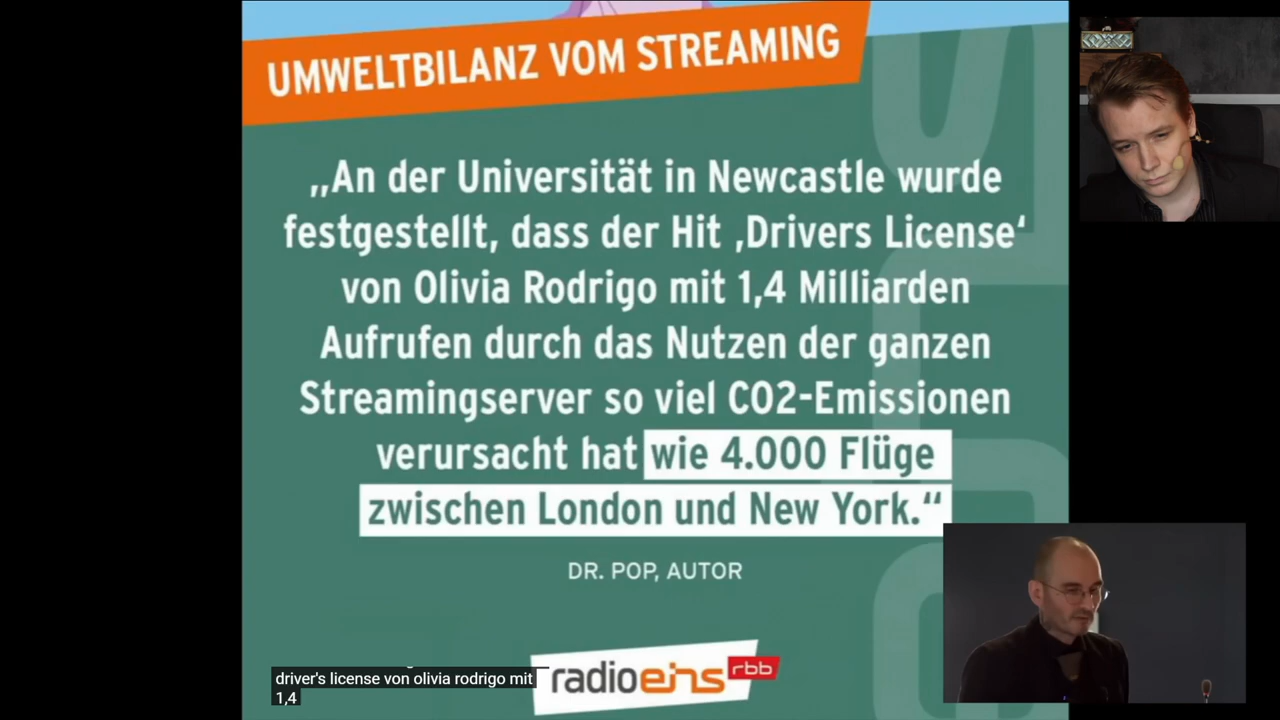 UMWELTBILANZ VOM STREAMING
„An der Universität in Newcastle wurde
festgestellt, dass der Hit ‚Drivers License‘
von Olivia Rodrigo mit 1,4 Milliarden
Aufrufen durch das Nutzen der ganzen
Streamingserver so viel CO2-Emissionen
verursacht hat wie 4.000 Flüge
zwischen London und New York.“
DR. POP, AUTOR
radioeins rbb
driver's license von olivia rodrigo mit
1,4